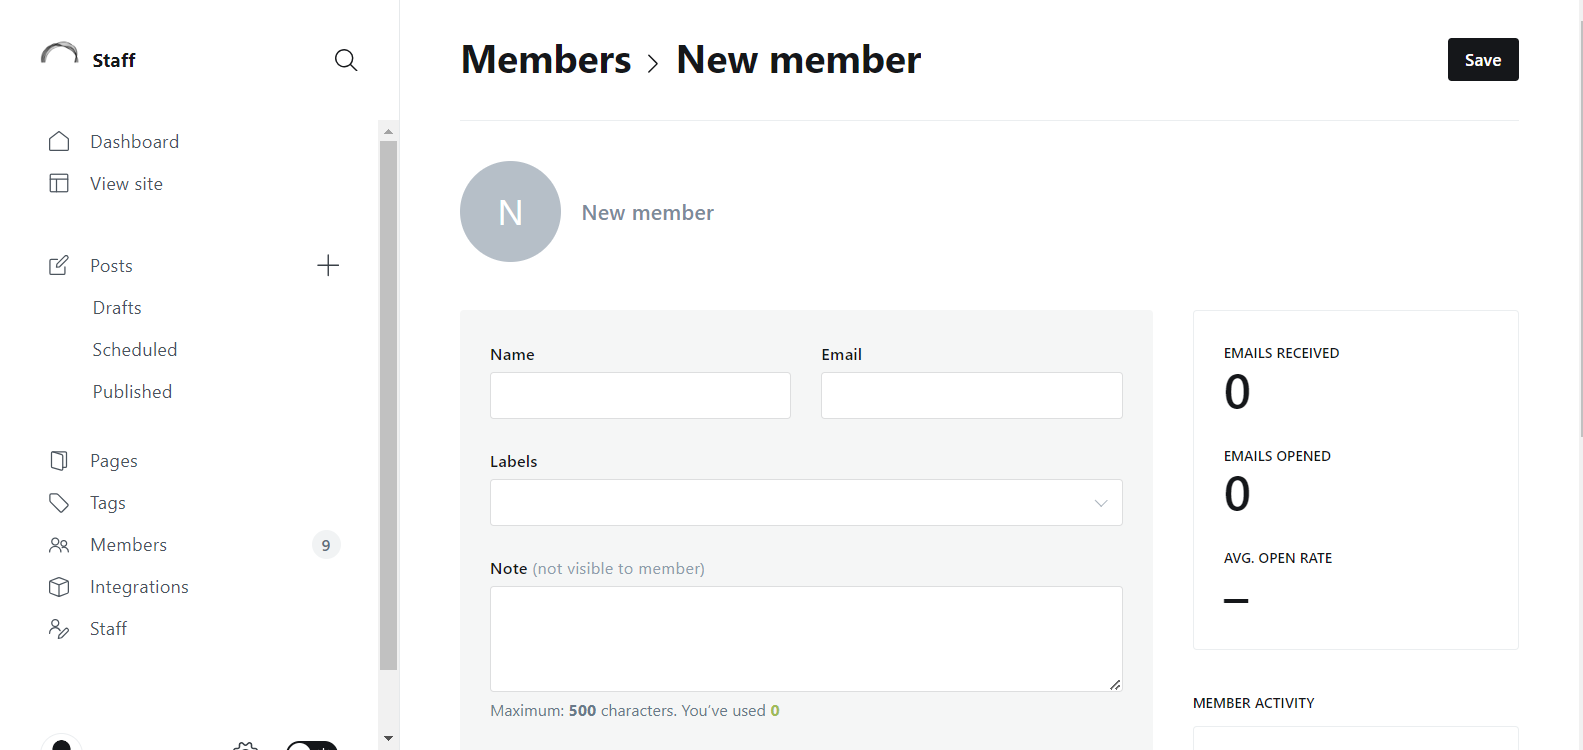 Staff
Dashboard
View site
Posts
Drafts
Scheduled
Published
Pages
Tags
Members 9
Integrations
Staff
Members › New member
Save
N
New member
Name Email
Labels
Note (not visible to member)
Maximum: 500 characters. You’ve used 0
EMAILS RECEIVED
0
EMAILS OPENED
0
AVG. OPEN RATE
–
MEMBER ACTIVITY